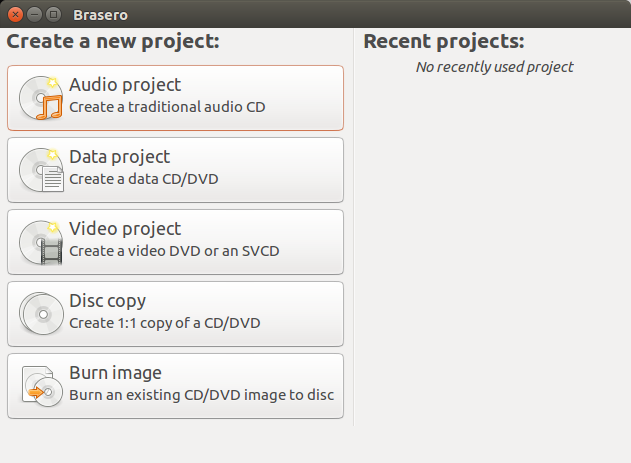 Brasero
Create a new project:
Audio project
Create a traditional audio CD
Data project
Create a data CD/DVD
Video project
Create a video DVD or an SVCD
Disc copy
Create 1:1 copy of a CD/DVD
Burn image
Burn an existing CD/DVD image to disc
Recent projects:
No recently used project